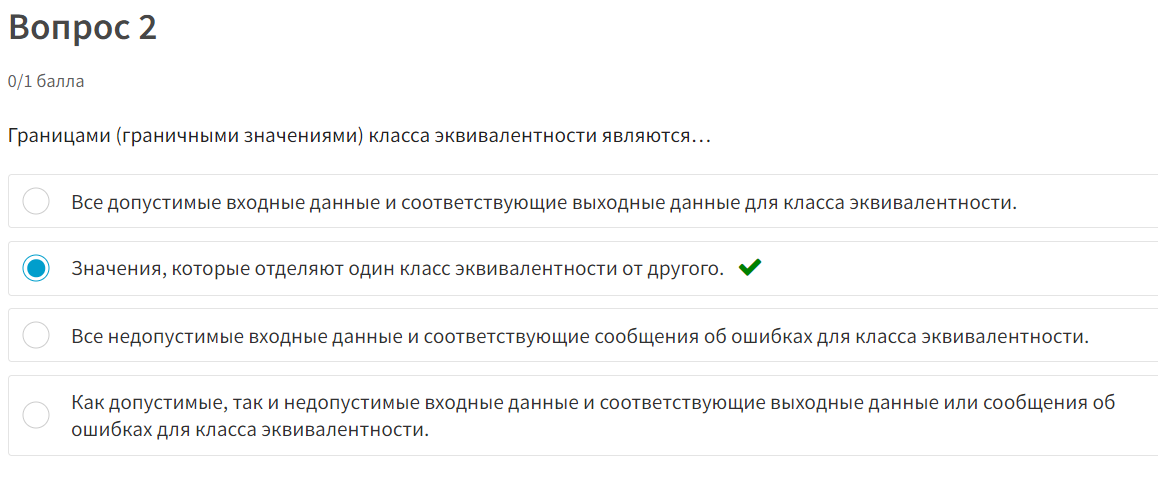 Вопрос 2
0/1 балла
Границами (граничными значениями) класса эквивалентности являются...
Все допустимые входные данные и соответствующие выходные данные для класса эквивалентности.
Значения, которые отделяют один класс эквивалентности от другого.
Все недопустимые входные данные и соответствующие сообщения об ошибках для класса эквивалентности.
Как допустимые, так и недопустимые входные данные и соответствующие выходные данные или сообщения об
ошибках для класса эквивалентности.